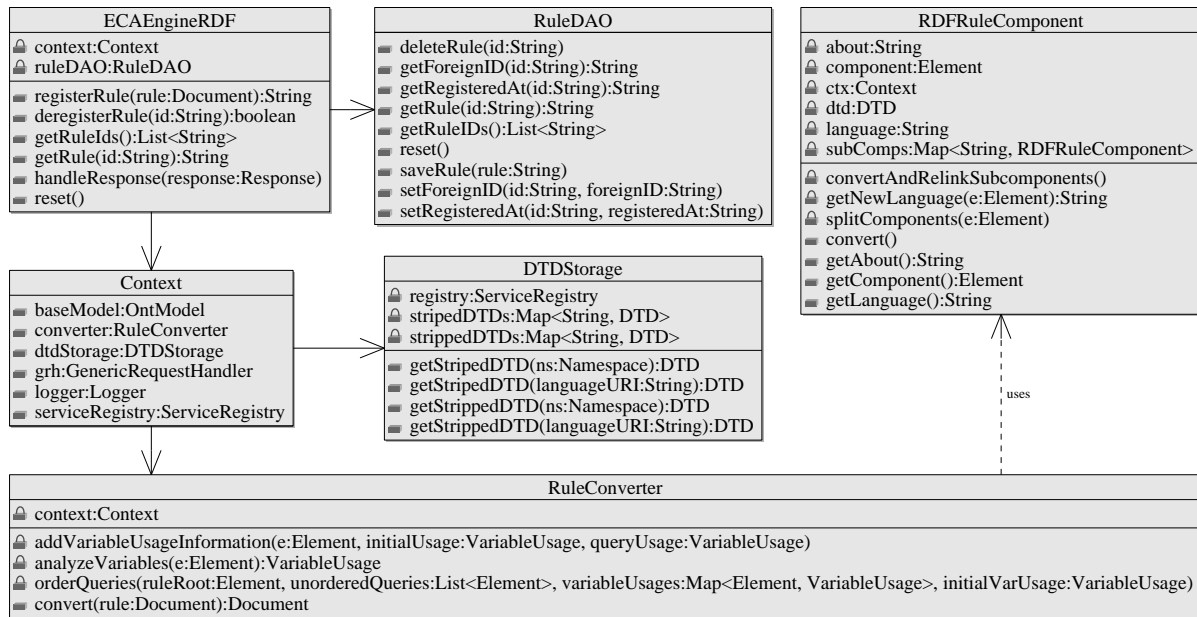 ECAEngineRDF
context:Context
ruleDAO:RuleDAO
registerRule(rule:Document):String
deregisterRule(id:String):boolean
getRuleIds():List<String>
getRule(id:String):String
handleResponse(response:Response)
reset()
RuleDAO
deleteRule(id:String)
getForeignID(id:String):String
getRegisteredAt(id:String):String
getRule(id:String):String
getRuleIDs():List<String>
reset()
saveRule(rule:String)
setForeignID(id:String, foreignID:String)
setRegisteredAt(id:String, registeredAt:String)
RDFRuleComponent
about:String
component:Element
ctx:Context
dtd:DTD
language:String
subComps:Map<String, RDFRuleComponent>
convertAndRelinkSubcomponents()
getNewLanguage(e:Element):String
splitComponents(e:Element)
convert()
getAbout():String
getComponent():Element
getLanguage():String
Context
baseModel:OntModel
converter:RuleConverter
dtdStorage:DTDStorage
grh:GenericRequestHandler
logger:Logger
serviceRegistry:ServiceRegistry
DTDStorage
registry:ServiceRegistry
stripedDTDs:Map<String, DTD>
strippedDTDs:Map<String, DTD>
getStripedDTD(ns:Namespace):DTD
getStripedDTD(languageURI:String):DTD
getStrippedDTD(ns:Namespace):DTD
getStrippedDTD(languageURI:String):DTD
uses
RuleConverter
context:Context
addVariableUsageInformation(e:Element, initialUsage:VariableUsage, queryUsage:VariableUsage)
analyzeVariables(e:Element):VariableUsage
orderQueries(ruleRoot:Element, unorderedQueries:List<Element>, variableUsages:Map<Element, VariableUsage>, initialVarUsage:VariableUsage)
convert(rule:Document):Document